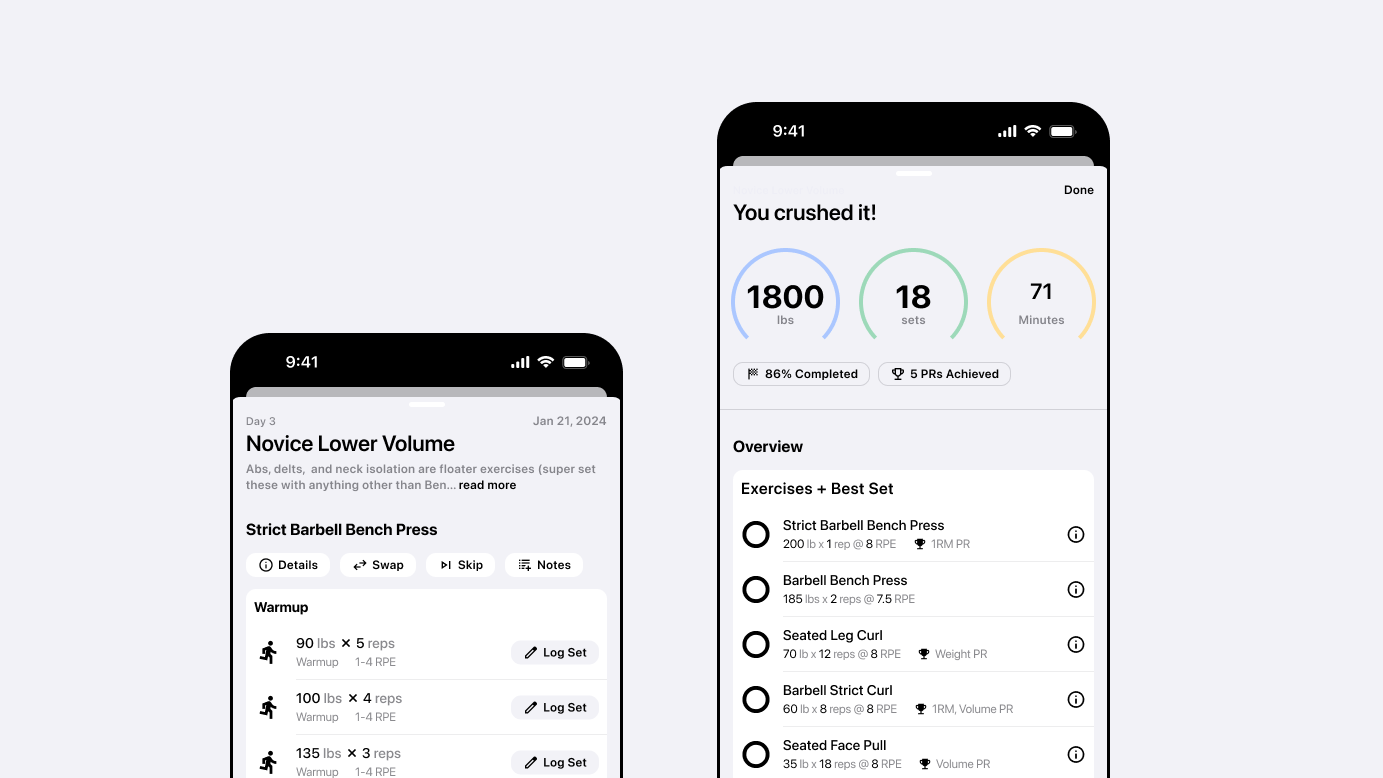 9:41
Day 3
Jan 21, 2024
Novice Lower Volume
Abs, delts, and neck isolation are floater exercises (super set
these with anything other than Ben... read more
Strict Barbell Bench Press
Details
Swap
Skip
Notes
Warmup
90 lbs × 5 reps
Warmup 1-4 RPE
Log Set
100 lbs × 4 reps
Warmup 1-4 RPE
Log Set
135 lbs × 3 reps
Warmup 1-4 RPE
Log Set
9:41
Done
You crushed it!
1800
lbs
18
sets
71
Minutes
86% Completed
5 PRs Achieved
Overview
Exercises + Best Set
Strict Barbell Bench Press
200 lb x 1 rep @ 8 RPE 1RM PR
Barbell Bench Press
185 lbs x 2 reps @ 7.5 RPE
Seated Leg Curl
70 lb x 12 reps @ 8 RPE Weight PR
Barbell Strict Curl
60 lb x 8 reps @ 8 RPE 1RM, Volume PR
Seated Face Pull
35 lb x 18 reps @ 8 RPE Volume PR